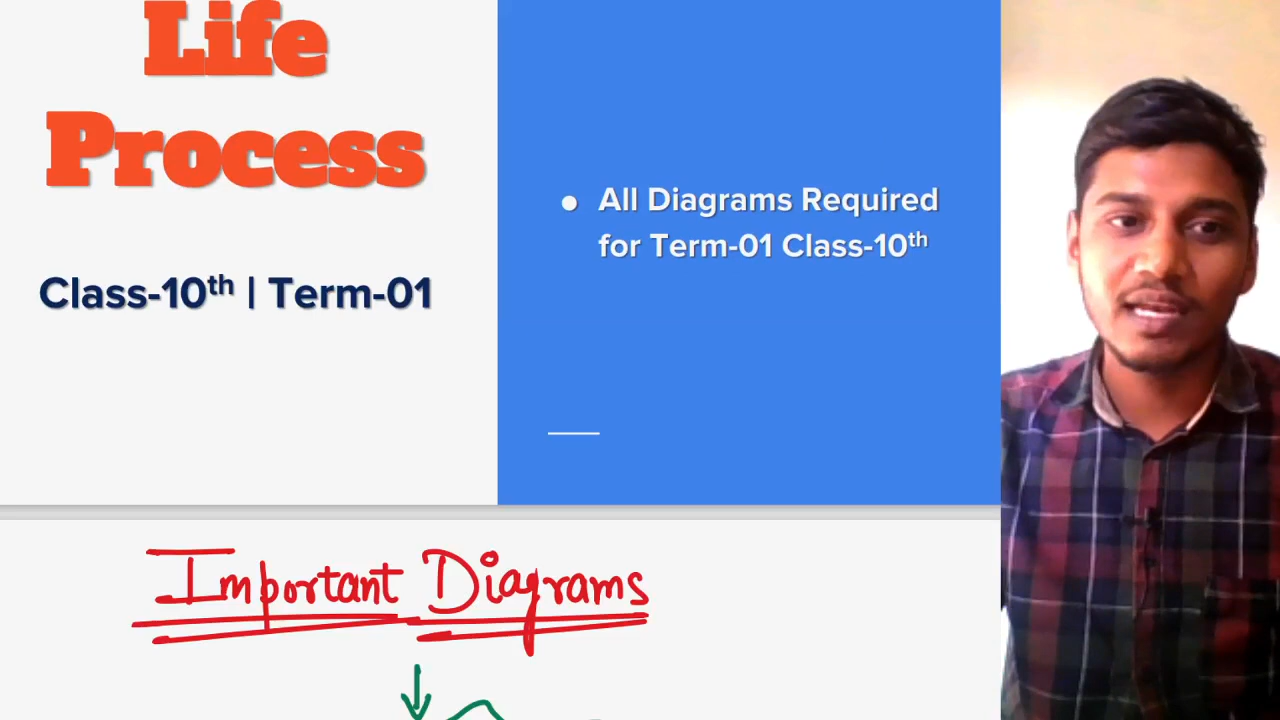 Life
Process
Class-10th | Term-01
• All Diagrams Required
for Term-01 Class-10th
Important Diagrams